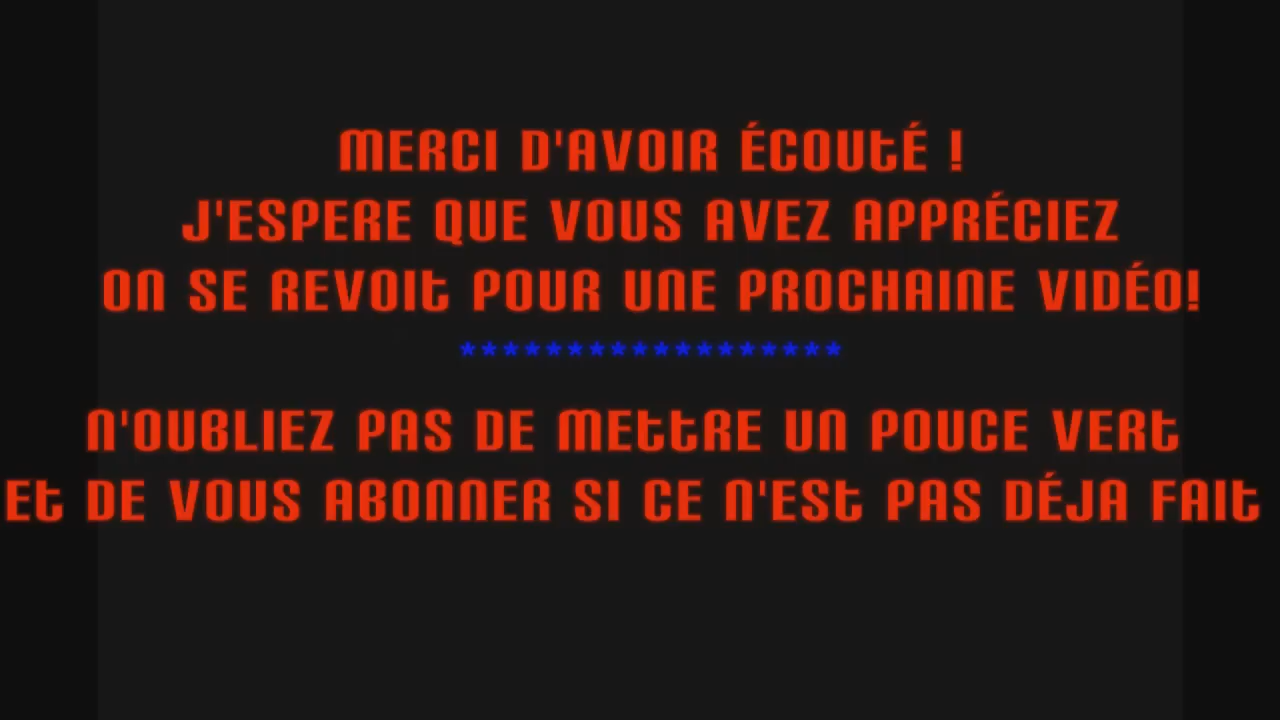 MERCI D'AVOIR ÉCOUTÉ !
J'ESPERE QUE VOUS AVEZ APPRÉCIEZ
ON SE REVOIT POUR UNE PROCHAINE VIDÉO!
******************
N'OUBLIEZ PAS DE METTRE UN POUCE VERT
ET DE VOUS ABONNER SI CE N'EST PAS DÉJA FAIT